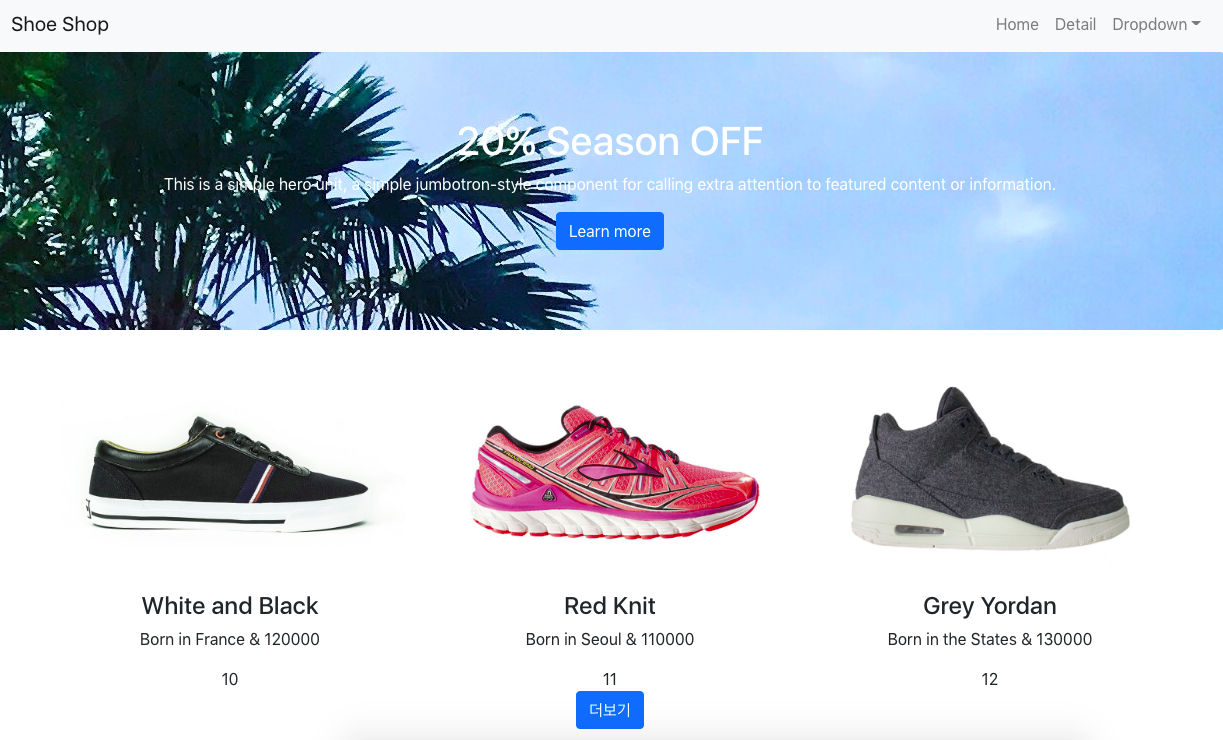 Shoe Shop
Home Detail Dropdown
20% Season OFF
This is a simple hero unit, a simple jumbotron-style component for calling extra attention to featured content or information.
Learn more
White and Black
Born in France & 120000
10
Red Knit
Born in Seoul & 110000
11
Grey Yordan
Born in the States & 130000
12
더보기